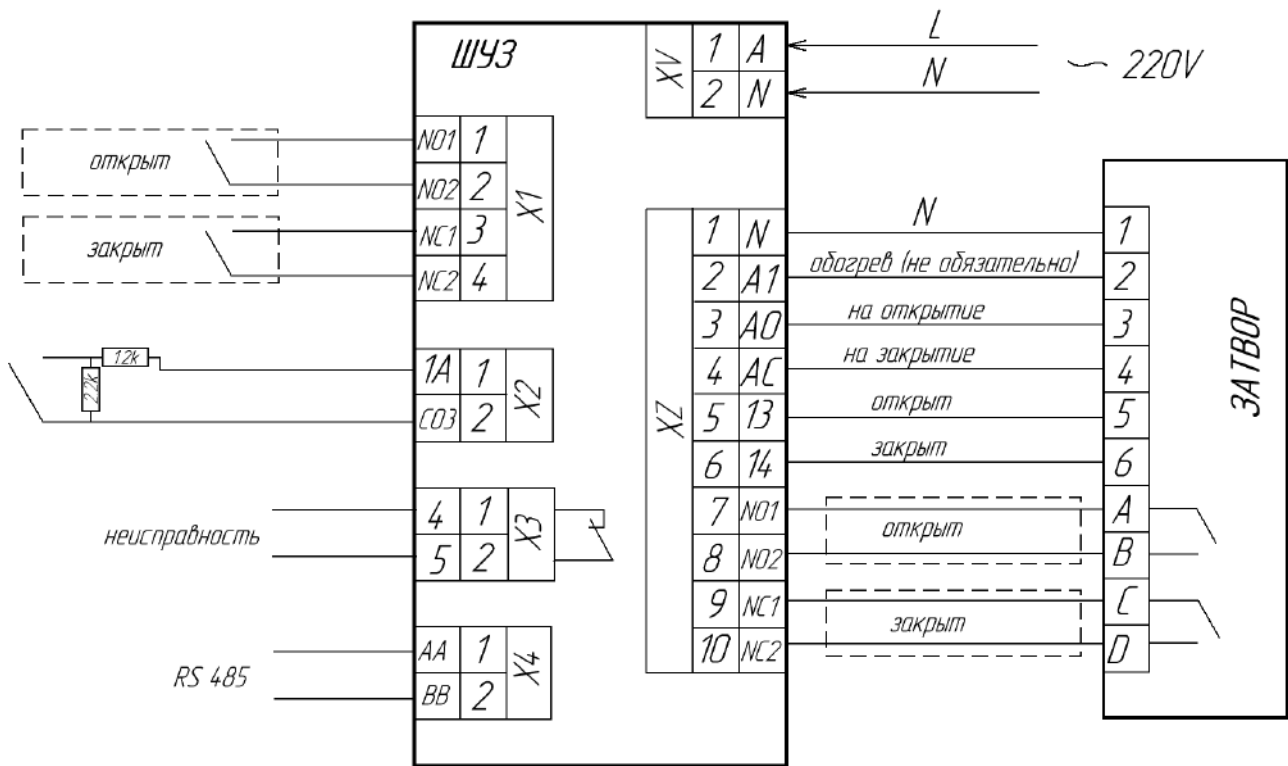 ШУЗ
XV
1 A
2 N
L
N
~ 220V
открыт
закрыт
NO1 1
NO2 2
NC1 3
NC2 4
X1
12k
2.2k
1A 1
CO3 2
X2
неисправность
4 1
5 2
X3
RS 485
AA 1
BB 2
X4
XZ
1 N
2 A1
3 AO
4 AC
5 13
6 14
7 NO1
8 NO2
9 NC1
10 NC2
N
обогрев (не обязательно)
на открытие
на закрытие
открыт
закрыт
открыт
закрыт
1
2
3
4
5
6
A
B
C
D
ЗАТВОР